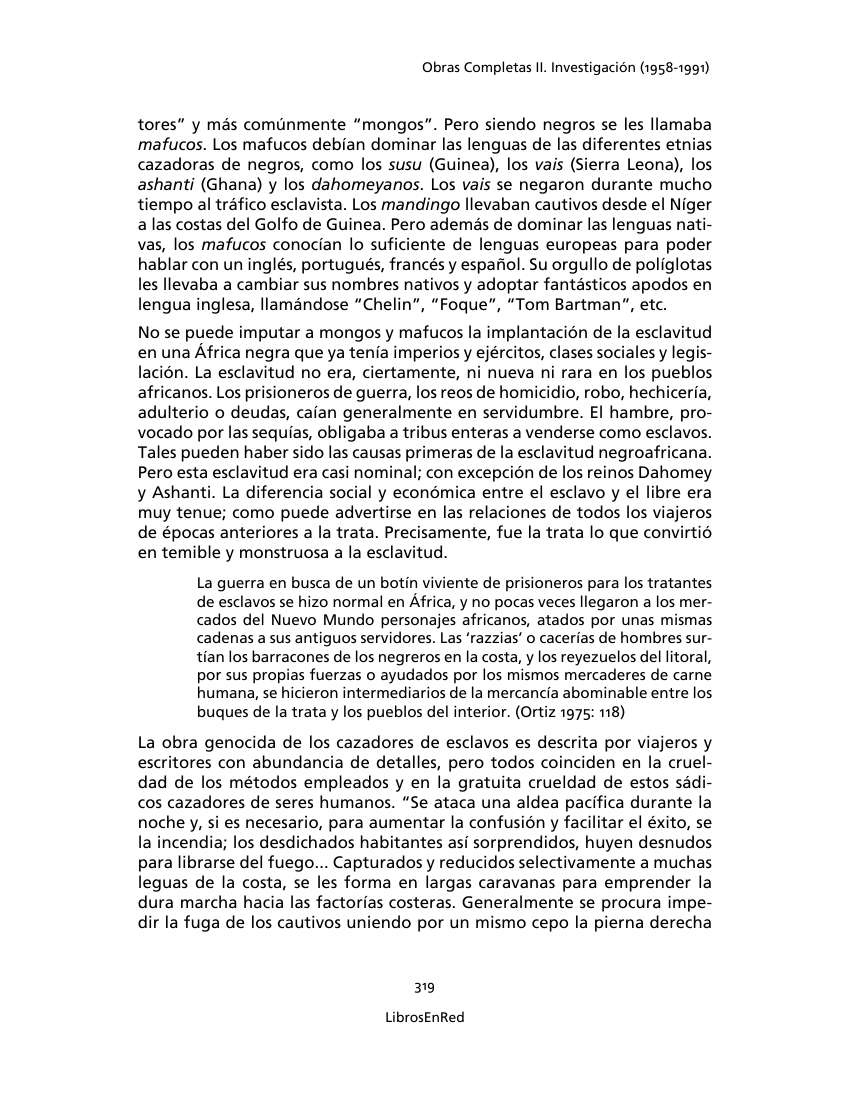 Obras Completas II. Investigación (1958-1991)
tores” y más comúnmente “mongos”. Pero siendo negros se les llamaba
mafucos. Los mafucos debían dominar las lenguas de las diferentes etnias
cazadoras de negros, como los susu (Guinea), los vais (Sierra Leona), los
ashanti (Ghana) y los dahomeyanos. Los vais se negaron durante mucho
tiempo al tráfico esclavista. Los mandingo llevaban cautivos desde el Níger
a las costas del Golfo de Guinea. Pero además de dominar las lenguas nati-
vas, los mafucos conocían lo suficiente de lenguas europeas para poder
hablar con un inglés, portugués, francés y español. Su orgullo de políglotas
les llevaba a cambiar sus nombres nativos y adoptar fantásticos apodos en
lengua inglesa, llamándose “Chelin”, “Foque”, “Tom Bartman”, etc.
No se puede imputar a mongos y mafucos la implantación de la esclavitud
en una África negra que ya tenía imperios y ejércitos, clases sociales y legis-
lación. La esclavitud no era, ciertamente, ni nueva ni rara en los pueblos
africanos. Los prisioneros de guerra, los reos de homicidio, robo, hechicería,
adulterio o deudas, caían generalmente en servidumbre. El hambre, pro-
vocado por las sequías, obligaba a tribus enteras a venderse como esclavos.
Tales pueden haber sido las causas primeras de la esclavitud negroafricana.
Pero esta esclavitud era casi nominal; con excepción de los reinos Dahomey
y Ashanti. La diferencia social y económica entre el esclavo y el libre era
muy tenue; como puede advertirse en las relaciones de todos los viajeros
de épocas anteriores a la trata. Precisamente, fue la trata lo que convirtió
en temible y monstruosa a la esclavitud.
La guerra en busca de un botín viviente de prisioneros para los tratantes
de esclavos se hizo normal en África, y no pocas veces llegaron a los mer-
cados del Nuevo Mundo personajes africanos, atados por unas mismas
cadenas a sus antiguos servidores. Las ‘razzias’ o cacerías de hombres sur-
tían los barracones de los negreros en la costa, y los reyezuelos del litoral,
por sus propias fuerzas o ayudados por los mismos mercaderes de carne
humana, se hicieron intermediarios de la mercancía abominable entre los
buques de la trata y los pueblos del interior. (Ortiz 1975: 118)
La obra genocida de los cazadores de esclavos es descrita por viajeros y
escritores con abundancia de detalles, pero todos coinciden en la cruel-
dad de los métodos empleados y en la gratuita crueldad de estos sádi-
cos cazadores de seres humanos. “Se ataca una aldea pacífica durante la
noche y, si es necesario, para aumentar la confusión y facilitar el éxito, se
la incendia; los desdichados habitantes así sorprendidos, huyen desnudos
para librarse del fuego... Capturados y reducidos selectivamente a muchas
leguas de la costa, se les forma en largas caravanas para emprender la
dura marcha hacia las factorías costeras. Generalmente se procura impe-
dir la fuga de los cautivos uniendo por un mismo cepo la pierna derecha
319
LibrosEnRed